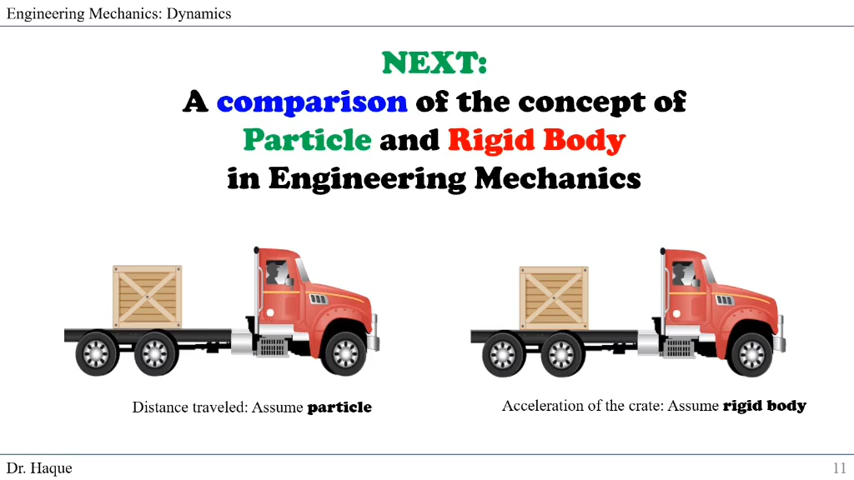 Engineering Mechanics: Dynamics
NEXT:
A comparison of the concept of
Particle and Rigid Body
in Engineering Mechanics
Distance traveled: Assume particle
Acceleration of the crate: Assume rigid body
Dr. Haque
11